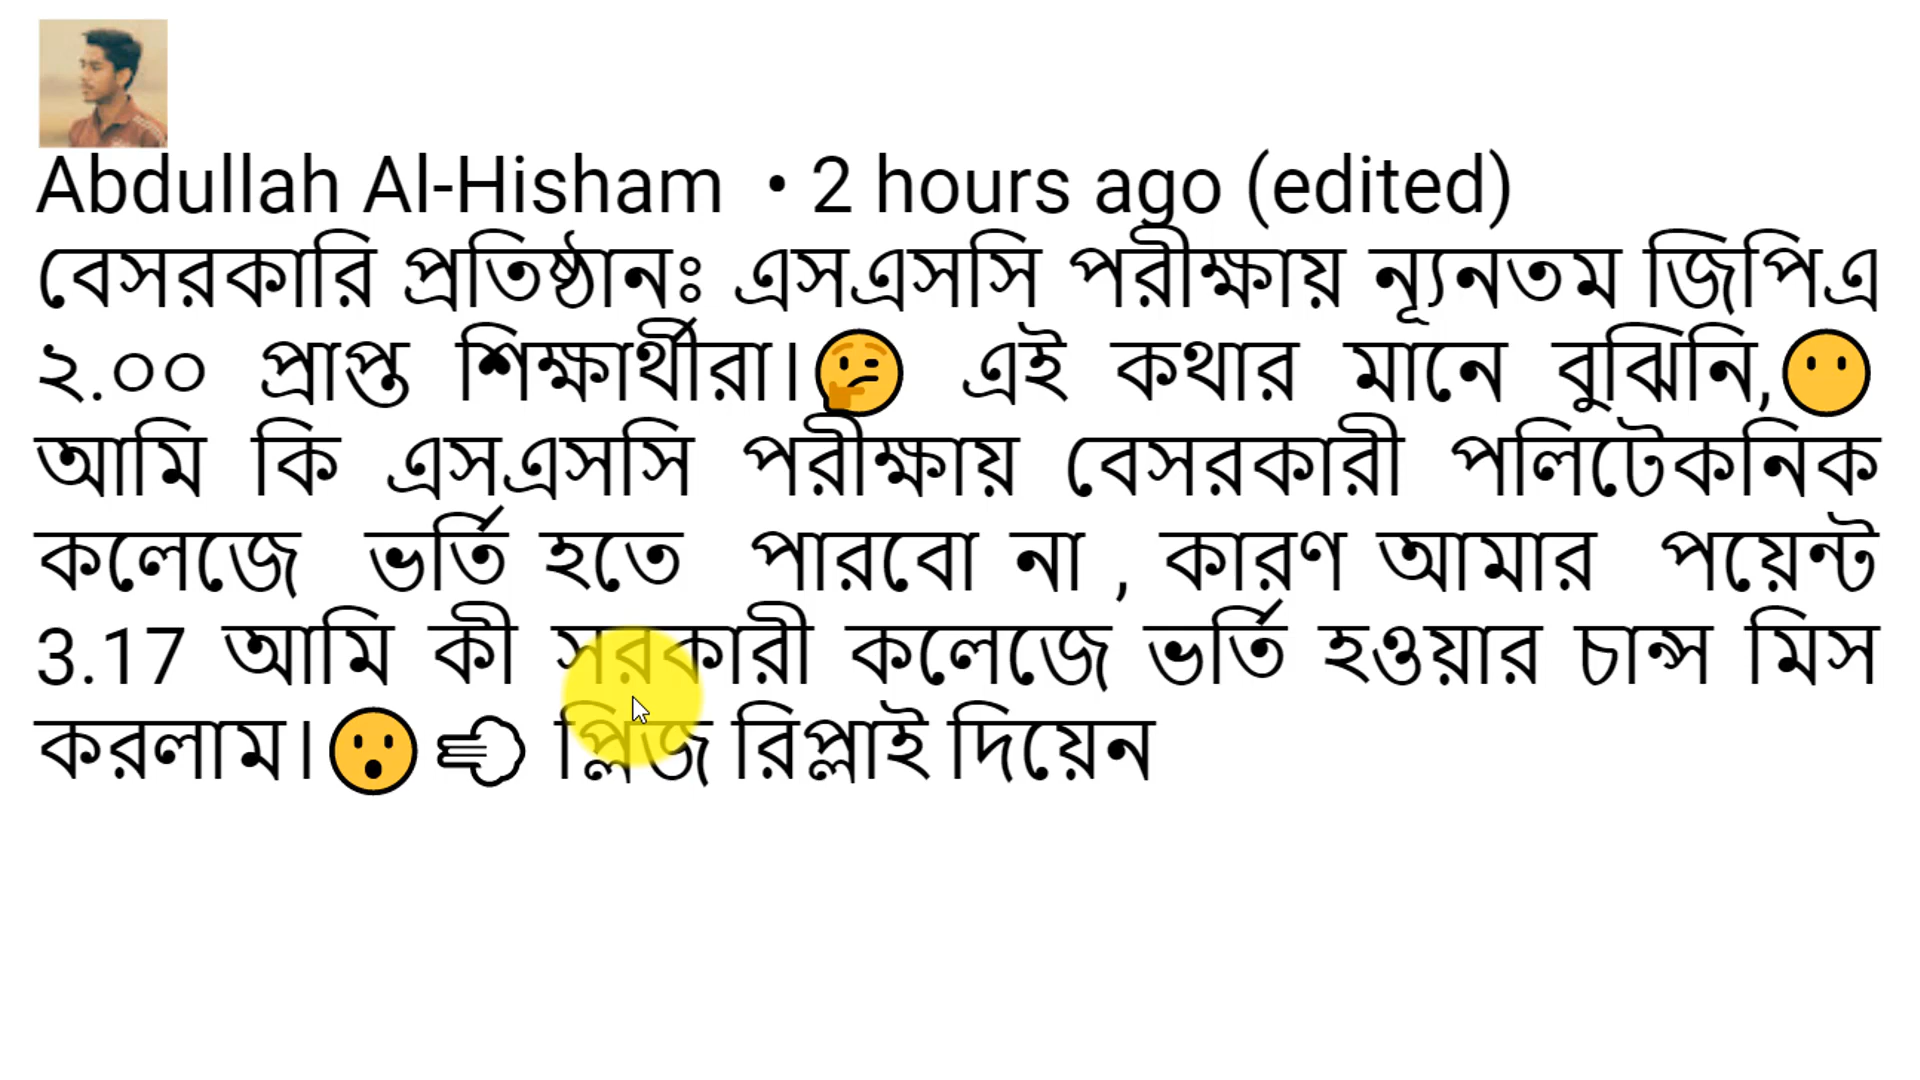 Abdullah Al-Hisham • 2 hours ago (edited)
বেসরকারি প্রতিষ্ঠানঃ এসএসসি পরীক্ষায় ন্যূনতম জিপিএ
২.০০ প্রাপ্ত শিক্ষার্থীরা।🤔 এই কথার মানে বুঝিনি,😶
আমি কি এসএসসি পরীক্ষায় বেসরকারী পলিটেকনিক
কলেজে ভর্তি হতে পারবো না , কারণ আমার পয়েন্ট
3.17 আমি কী সরকারী কলেজে ভর্তি হওয়ার চান্স মিস
করলাম।😮💨 প্লিজ রিপ্লাই দিয়েন